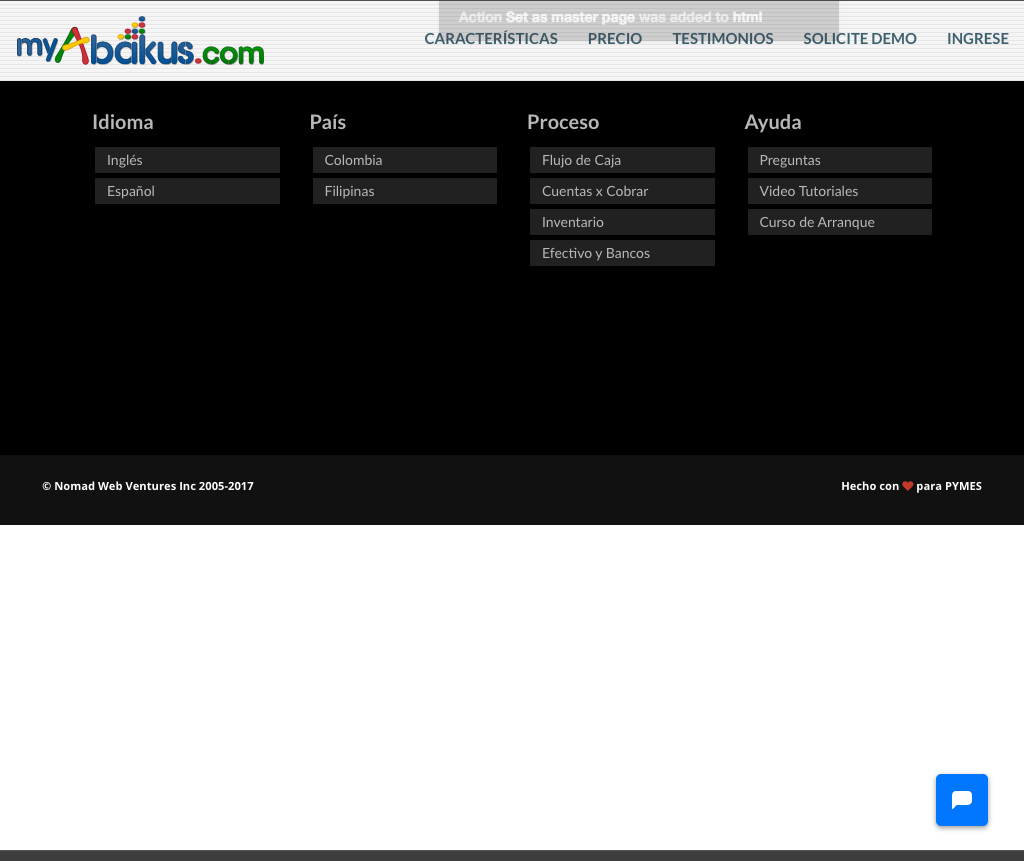 Action Set as master page was added to html
myAbakus.com
CARACTERÍSTICAS PRECIO TESTIMONIOS SOLICITE DEMO INGRESE
Idioma País Proceso Ayuda
Inglés Colombia Flujo de Caja Preguntas
Español Filipinas Cuentas x Cobrar Video Tutoriales
Inventario Curso de Arranque
Efectivo y Bancos
© Nomad Web Ventures Inc 2005-2017 Hecho con ❤ para PYMES